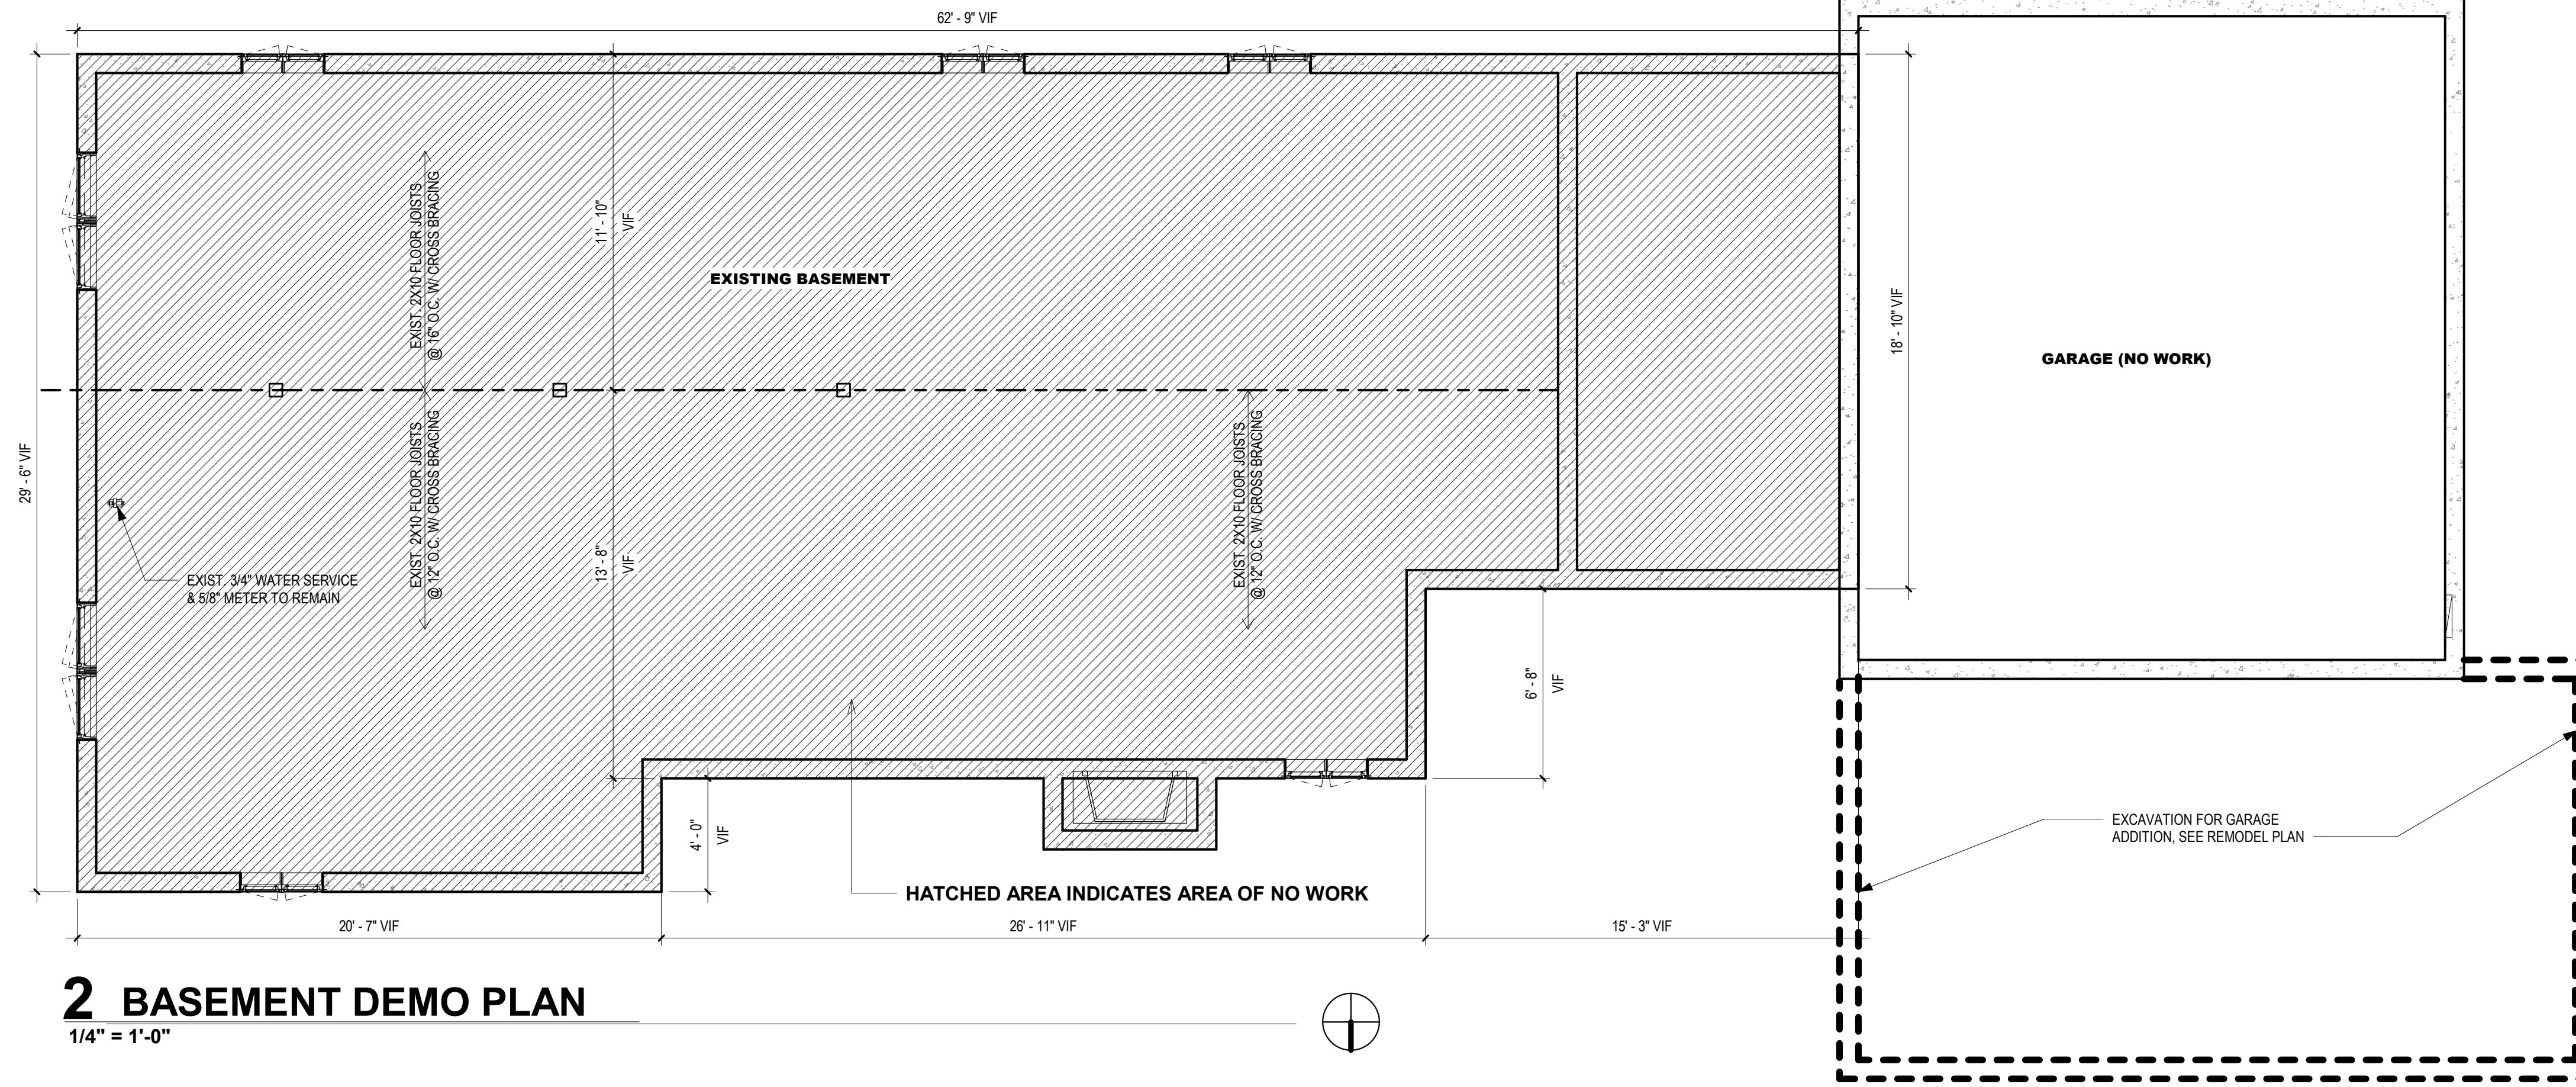 62' - 9" VIF
29' - 6" VIF
EXIST. 2X10 FLOOR JOISTS
@ 16" O.C. W/ CROSS BRACING
11' - 10"
VIF
EXISTING BASEMENT
18' - 10" VIF
GARAGE (NO WORK)
EXIST. 2X10 FLOOR JOISTS
@ 12" O.C. W/ CROSS BRACING
13' - 8"
VIF
EXIST. 2X10 FLOOR JOISTS
@ 12" O.C. W/ CROSS BRACING
EXIST. 3/4" WATER SERVICE
& 5/8" METER TO REMAIN
6' - 8"
VIF
4' - 0"
VIF
EXCAVATION FOR GARAGE
ADDITION, SEE REMODEL PLAN
HATCHED AREA INDICATES AREA OF NO WORK
20' - 7" VIF
26' - 11" VIF
15' - 3" VIF
2 BASEMENT DEMO PLAN
1/4" = 1'-0"